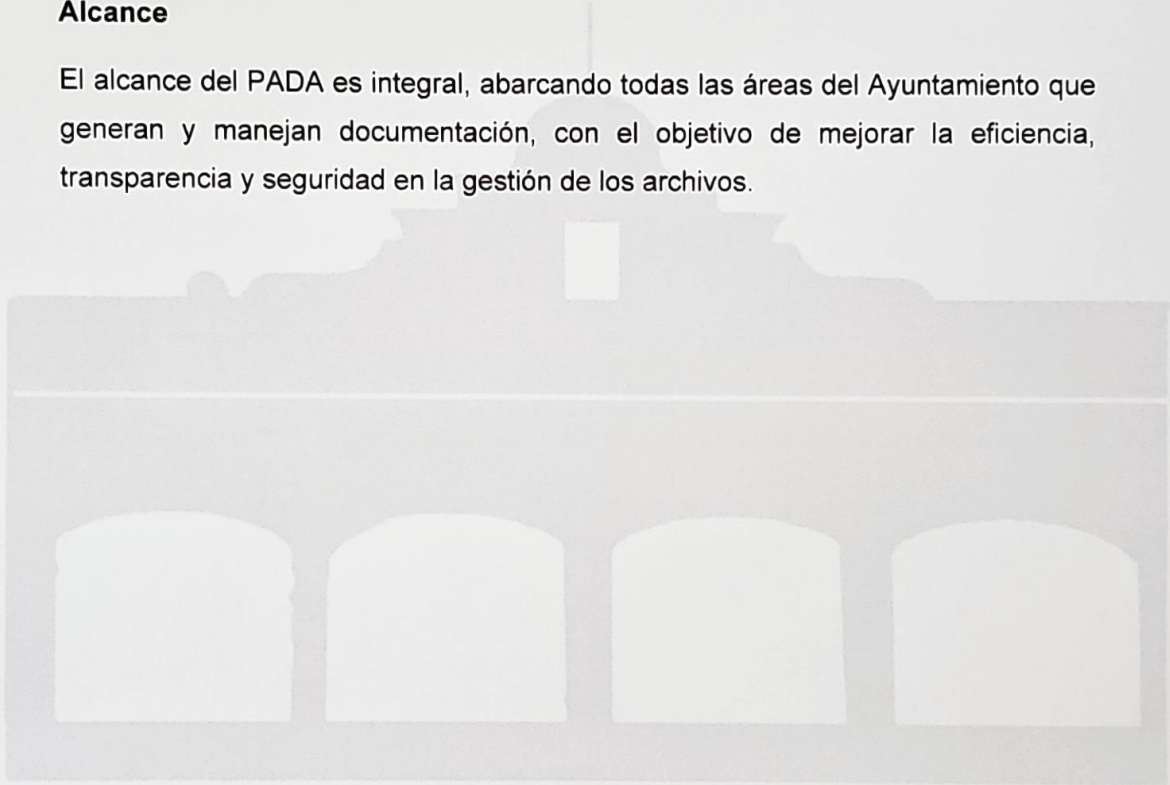 Alcance
El alcance del PADA es integral, abarcando todas las áreas del Ayuntamiento que
generan y manejan documentación, con el objetivo de mejorar la eficiencia,
transparencia y seguridad en la gestión de los archivos.